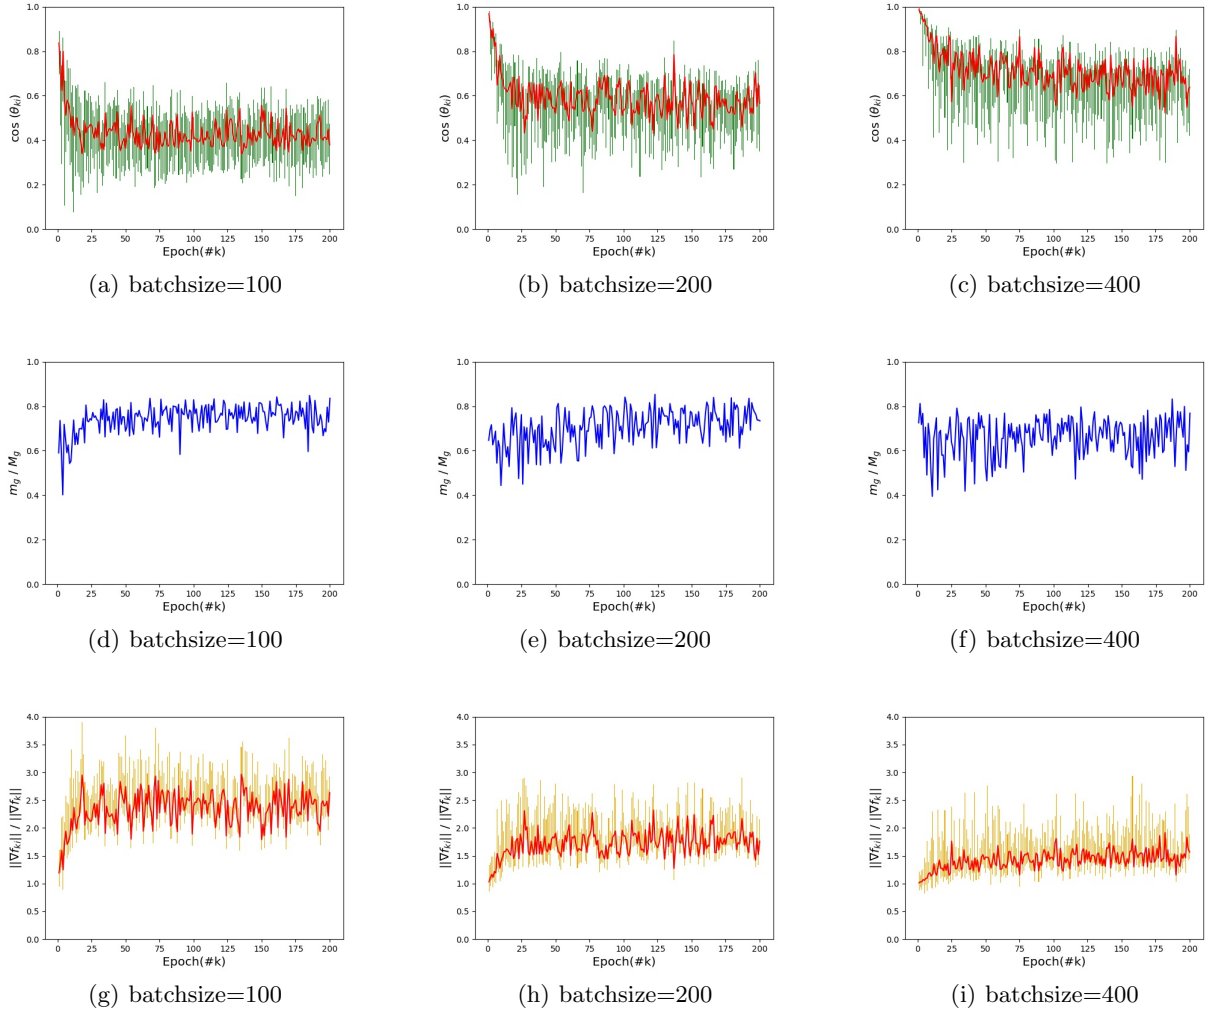 1.0
0.8
0.6
0.4
0.2
0.0
cos (θki)
0 25 50 75 100 125 150 175 200
Epoch(#k)
(a) batchsize=100
1.0
0.8
0.6
0.4
0.2
0.0
cos (θki)
0 25 50 75 100 125 150 175 200
Epoch(#k)
(b) batchsize=200
1.0
0.8
0.6
0.4
0.2
0.0
cos (θki)
0 25 50 75 100 125 150 175 200
Epoch(#k)
(c) batchsize=400
1.0
0.8
0.6
0.4
0.2
0.0
mg / Mg
0 25 50 75 100 125 150 175 200
Epoch(#k)
(d) batchsize=100
1.0
0.8
0.6
0.4
0.2
0.0
mg / Mg
0 25 50 75 100 125 150 175 200
Epoch(#k)
(e) batchsize=200
1.0
0.8
0.6
0.4
0.2
0.0
mg / Mg
0 25 50 75 100 125 150 175 200
Epoch(#k)
(f) batchsize=400
4.0
3.5
3.0
2.5
2.0
1.5
1.0
0.5
0.0
||∇fki|| / ||∇fk||
0 25 50 75 100 125 150 175 200
Epoch(#k)
(g) batchsize=100
4.0
3.5
3.0
2.5
2.0
1.5
1.0
0.5
0.0
||∇fki|| / ||∇fk||
0 25 50 75 100 125 150 175 200
Epoch(#k)
(h) batchsize=200
4.0
3.5
3.0
2.5
2.0
1.5
1.0
0.5
0.0
||∇fki|| / ||∇fk||
0 25 50 75 100 125 150 175 200
Epoch(#k)
(i) batchsize=400